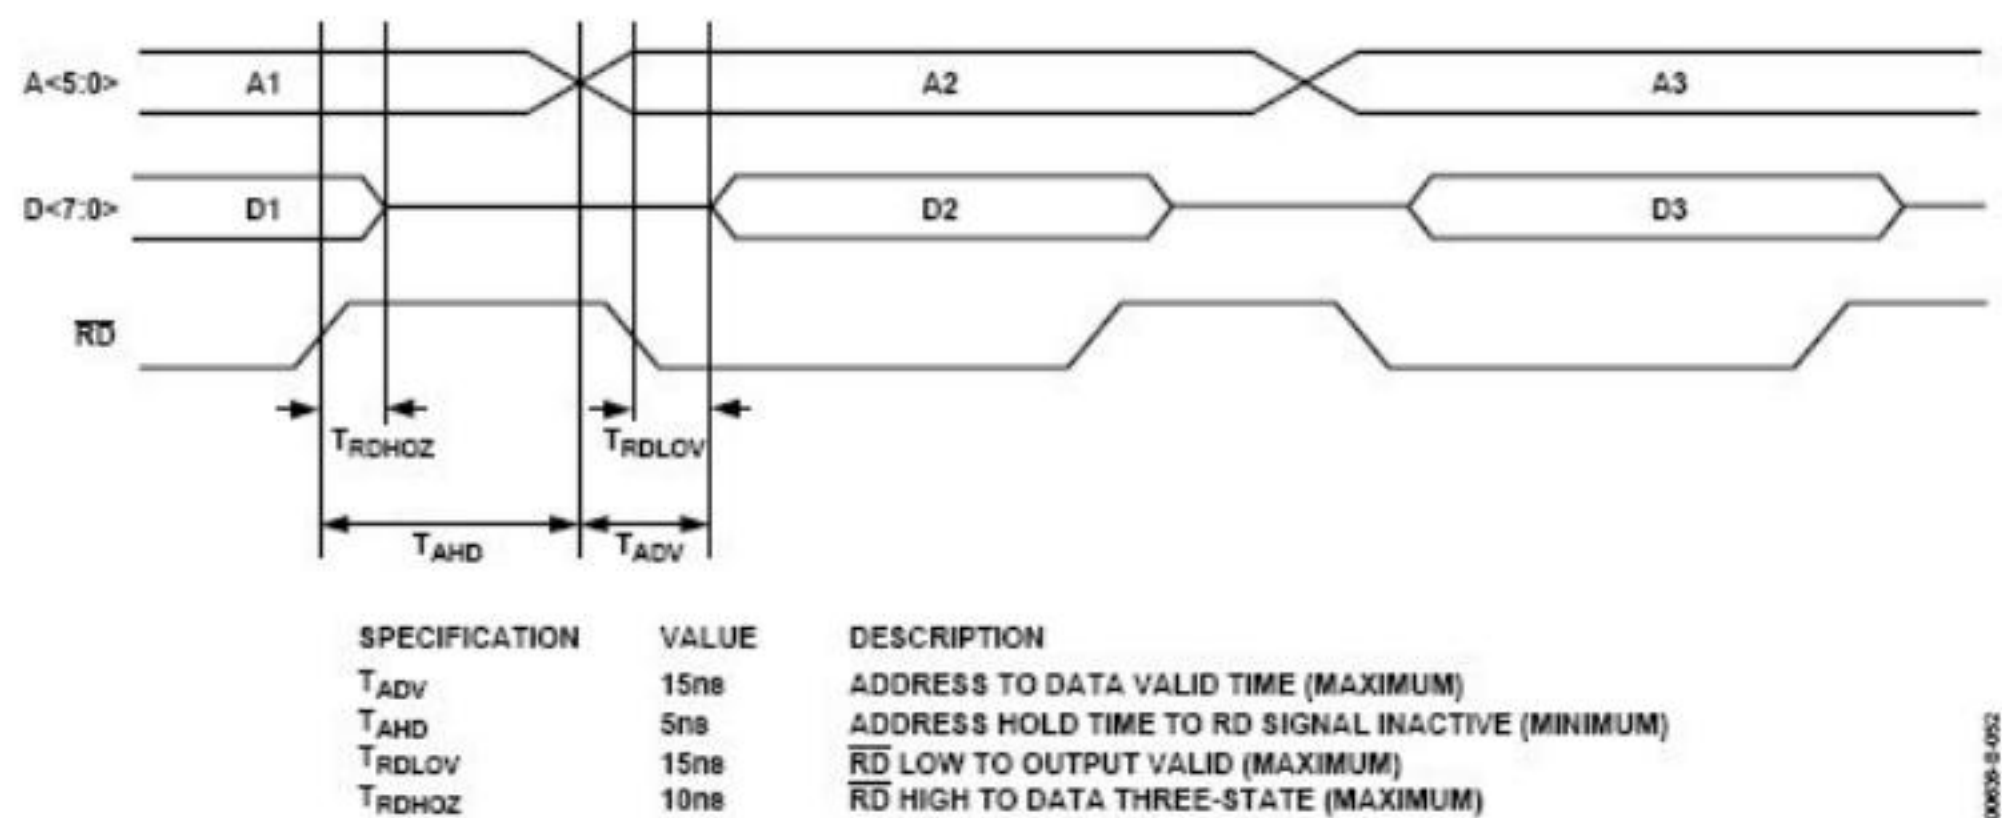 A<5:0> A1 A2 A3
D<7:0> D1 D2 D3
RD
TRDHOZ TRDLOV
TAHD TADV
SPECIFICATION VALUE DESCRIPTION
TADV 15ns ADDRESS TO DATA VALID TIME (MAXIMUM)
TAHD 5ns ADDRESS HOLD TIME TO RD SIGNAL INACTIVE (MINIMUM)
TRDLOV 15ns RD LOW TO OUTPUT VALID (MAXIMUM)
TRDHOZ 10ns RD HIGH TO DATA THREE-STATE (MAXIMUM)